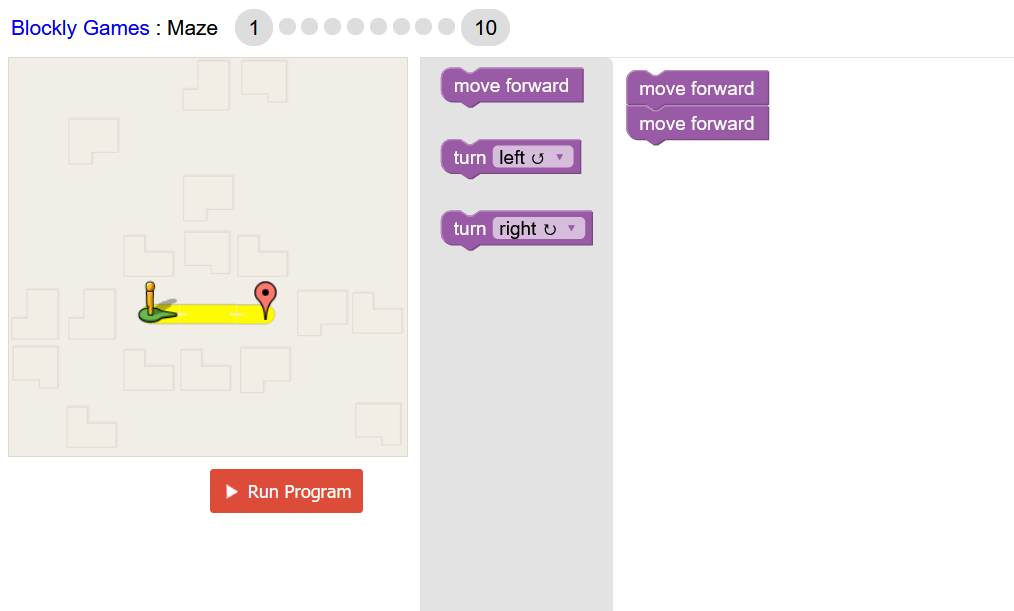 Blockly Games : Maze 1 10
move forward
turn left ↺ ▼
turn right ↻ ▼
move forward
move forward
Run Program